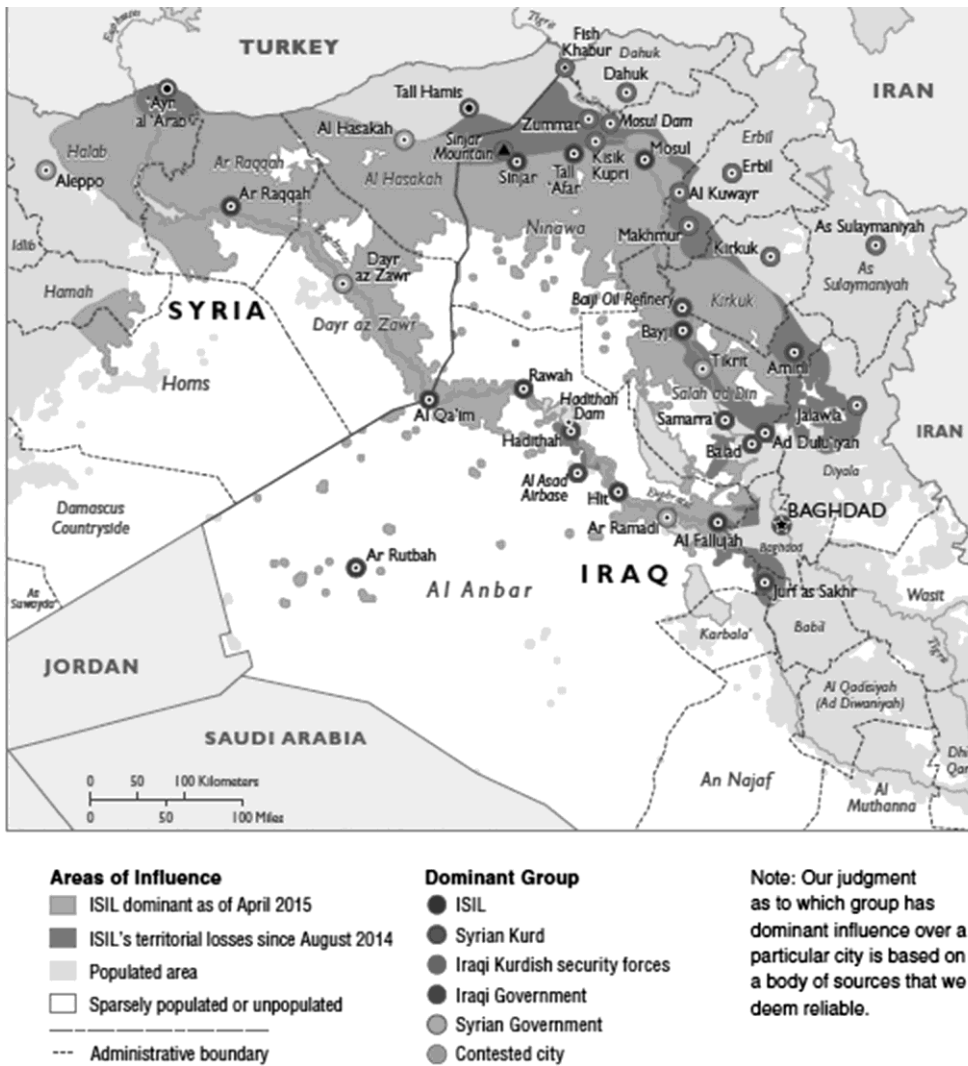 Euphrates
TURKEY
Tigris
Fish
Khabur
Dahuk
Dahuk
IRAN
'Ayn
al 'Arab
Tall Hamis
Al Hasakah
Sinjar
Mountain
Zummar
Mosul Dam
Erbil
Halab
Aleppo
Ar Raqqah
Ar Raqqah
Al Hasakah
Sinjar
Tall
'Afar
Kisik
Kupri
Mosul
Erbil
Al Kuwayr
Idlib
Ninawa
Makhmur
Kirkuk
As Sulaymaniyah
As
Sulaymaniyah
Hamah
Dayr
az Zawr
SYRIA
Dayr az Zawr
Baiji Oil Refinery
Kirkuk
Bayji
Tikrit
Amirli
Homs
Rawah
Al Qa'im
Hadithah
Dam
Salah ad Din
Samarra'
Jalawla'
Hadithah
Balad
Ad Dulu'iyah
IRAN
Al Asad
Airbase
Hit
Euphrates
Diyala
Damascus
Countryside
Ar Ramadi
Al Fallujah
BAGHDAD
Baghdad
Ar Rutbah
Al Anbar
IRAQ
Jurf as Sakhr
As
Suwayda'
Wasit
Karbala'
Babil
Tigris
JORDAN
Al Qadisiyah
(Ad Diwaniyah)
SAUDI ARABIA
An Najaf
Dhi
Qar
Al
Muthanna
0 50 100 Kilometers
0 50 100 Miles
Areas of Influence
ISIL dominant as of April 2015
ISIL's territorial losses since August 2014
Populated area
Sparsely populated or unpopulated
Administrative boundary
Dominant Group
ISIL
Syrian Kurd
Iraqi Kurdish security forces
Iraqi Government
Syrian Government
Contested city
Note: Our judgment
as to which group has
dominant influence over a
particular city is based on
a body of sources that we
deem reliable.